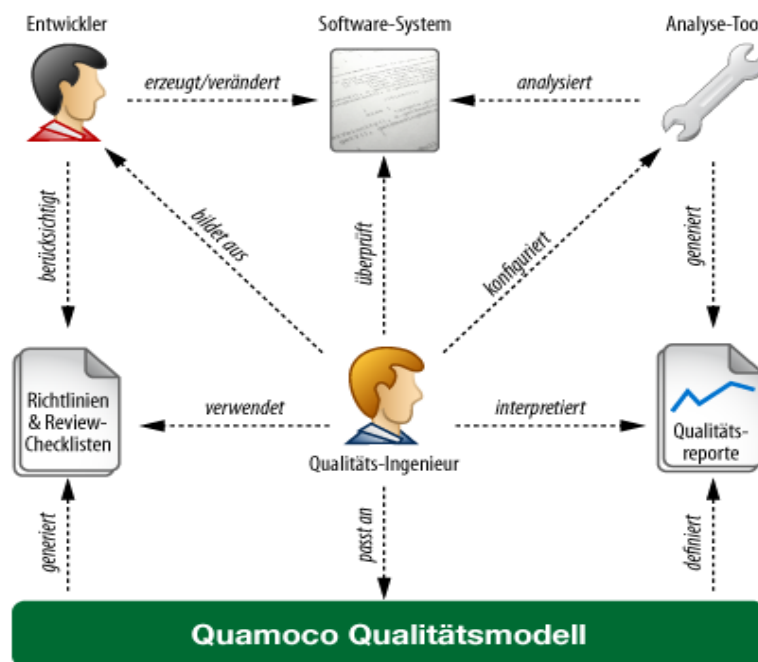 Entwickler
Software-System
Analyse-Tool
erzeugt/verändert
analysiert
berücksichtigt
bildet aus
überprüft
konfiguriert
generiert
Richtlinien
& Review-
Checklisten
verwendet
interpretiert
Qualitäts-
reporte
Qualitäts-Ingenieur
generiert
passt an
definiert
Quamoco Qualitätsmodell